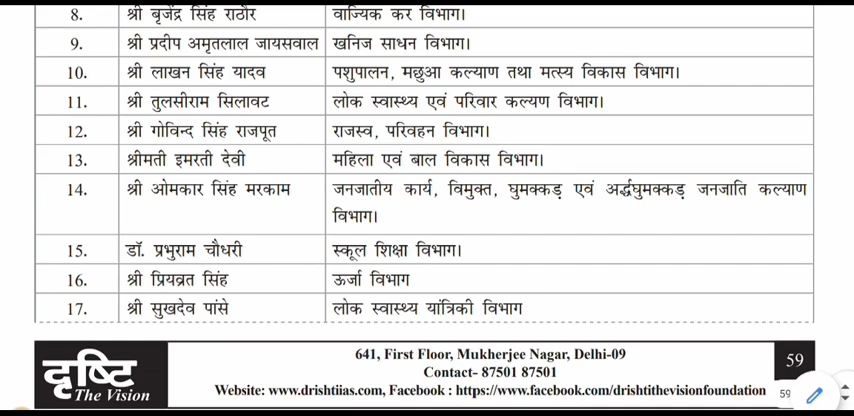 8. श्री बृजेंद्र सिंह राठौर वाज्यिक कर विभाग।
9. श्री प्रदीप अमृतलाल जायसवाल खनिज साधन विभाग।
10. श्री लाखन सिंह यादव पशुपालन, मछुआ कल्याण तथा मत्स्य विकास विभाग।
11. श्री तुलसीराम सिलावट लोक स्वास्थ्य एवं परिवार कल्यण विभाग।
12. श्री गोविन्द सिंह राजपूत राजस्व, परिवहन विभाग।
13. श्रीमती इमरती देवी महिला एवं बाल विकास विभाग।
14. श्री ओमकार सिंह मरकाम जनजातीय कार्य, विमुक्त, घुमक्कड़ एवं अर्द्धघुमक्कड़ जनजाति कल्याण
विभाग।
15. डॉ. प्रभुराम चौधरी स्कूल शिक्षा विभाग।
16. श्री प्रियव्रत सिंह ऊर्जा विभाग
17. श्री सुखदेव पांसे लोक स्वास्थ्य यांत्रिकी विभाग
दृष्टि
The Vision
641, First Floor, Mukherjee Nagar, Delhi-09
Contact- 87501 87501
Website: www.drishtiias.com, Facebook : https://www.facebook.com/drishtithevisionfoundation
59
59